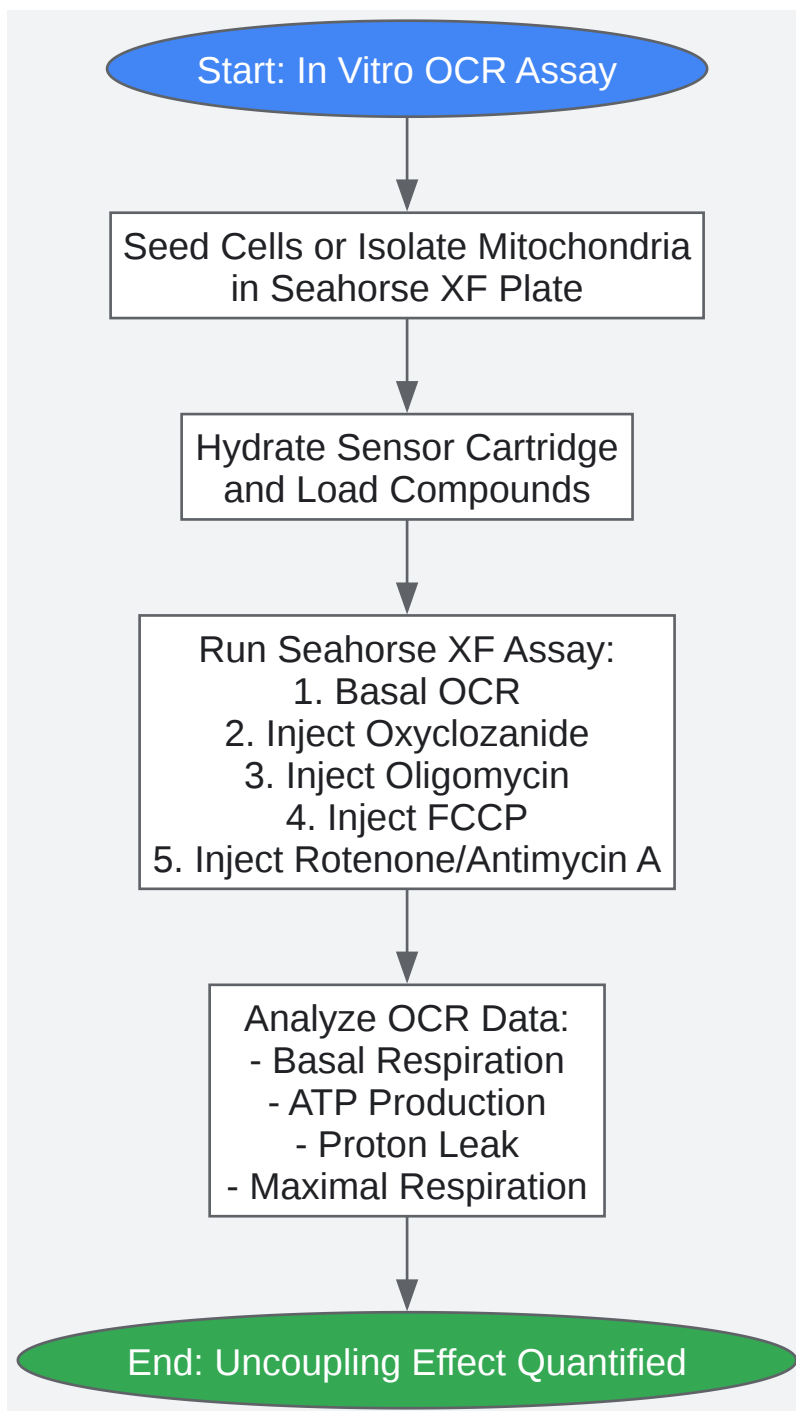 Start: In Vitro OCR Assay
Seed Cells or Isolate Mitochondria
in Seahorse XF Plate
Hydrate Sensor Cartridge
and Load Compounds
Run Seahorse XF Assay:
1. Basal OCR
2. Inject Oxyclozanide
3. Inject Oligomycin
4. Inject FCCP
5. Inject Rotenone/Antimycin A
Analyze OCR Data:
- Basal Respiration
- ATP Production
- Proton Leak
- Maximal Respiration
End: Uncoupling Effect Quantified